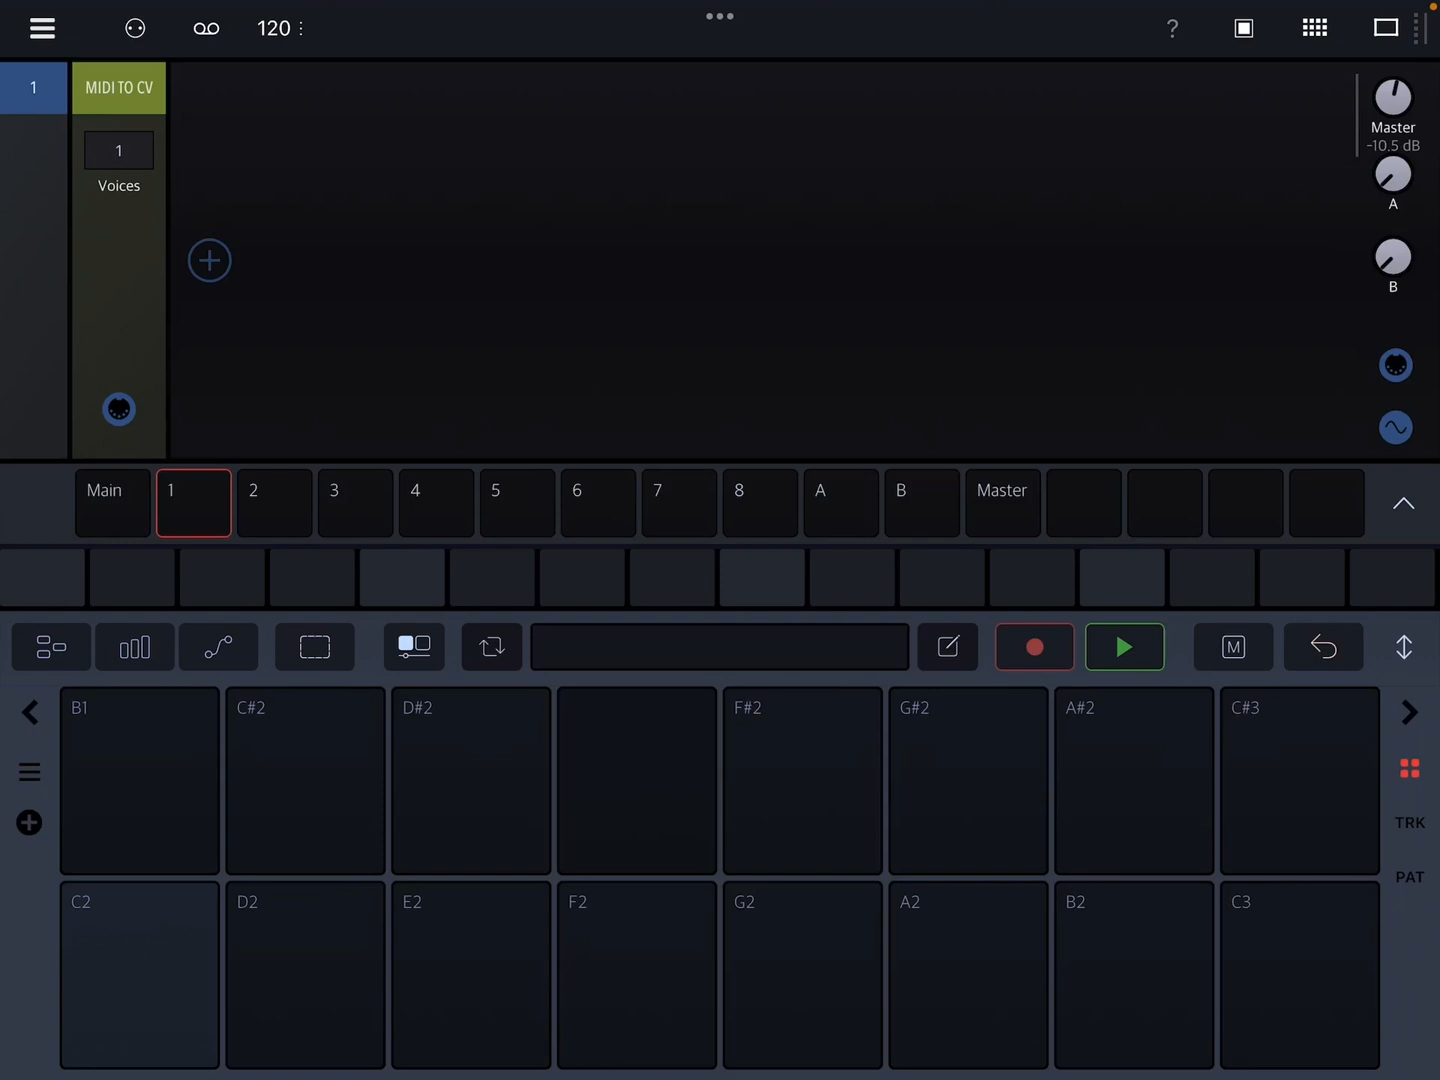 120
?
1
MIDI TO CV
1
Voices
Master
-10.5 dB
A
B
Main
1
2
3
4
5
6
7
8
A
B
Master
M
B1
C#2
D#2
F#2
G#2
A#2
C#3
TRK
PAT
C2
D2
E2
F2
G2
A2
B2
C3